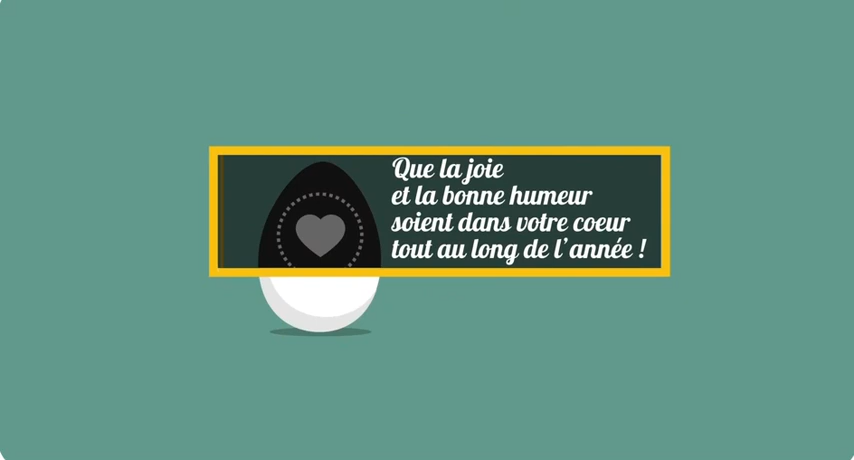 Que la joie
et la bonne humeur
soient dans votre coeur
tout au long de l'année !